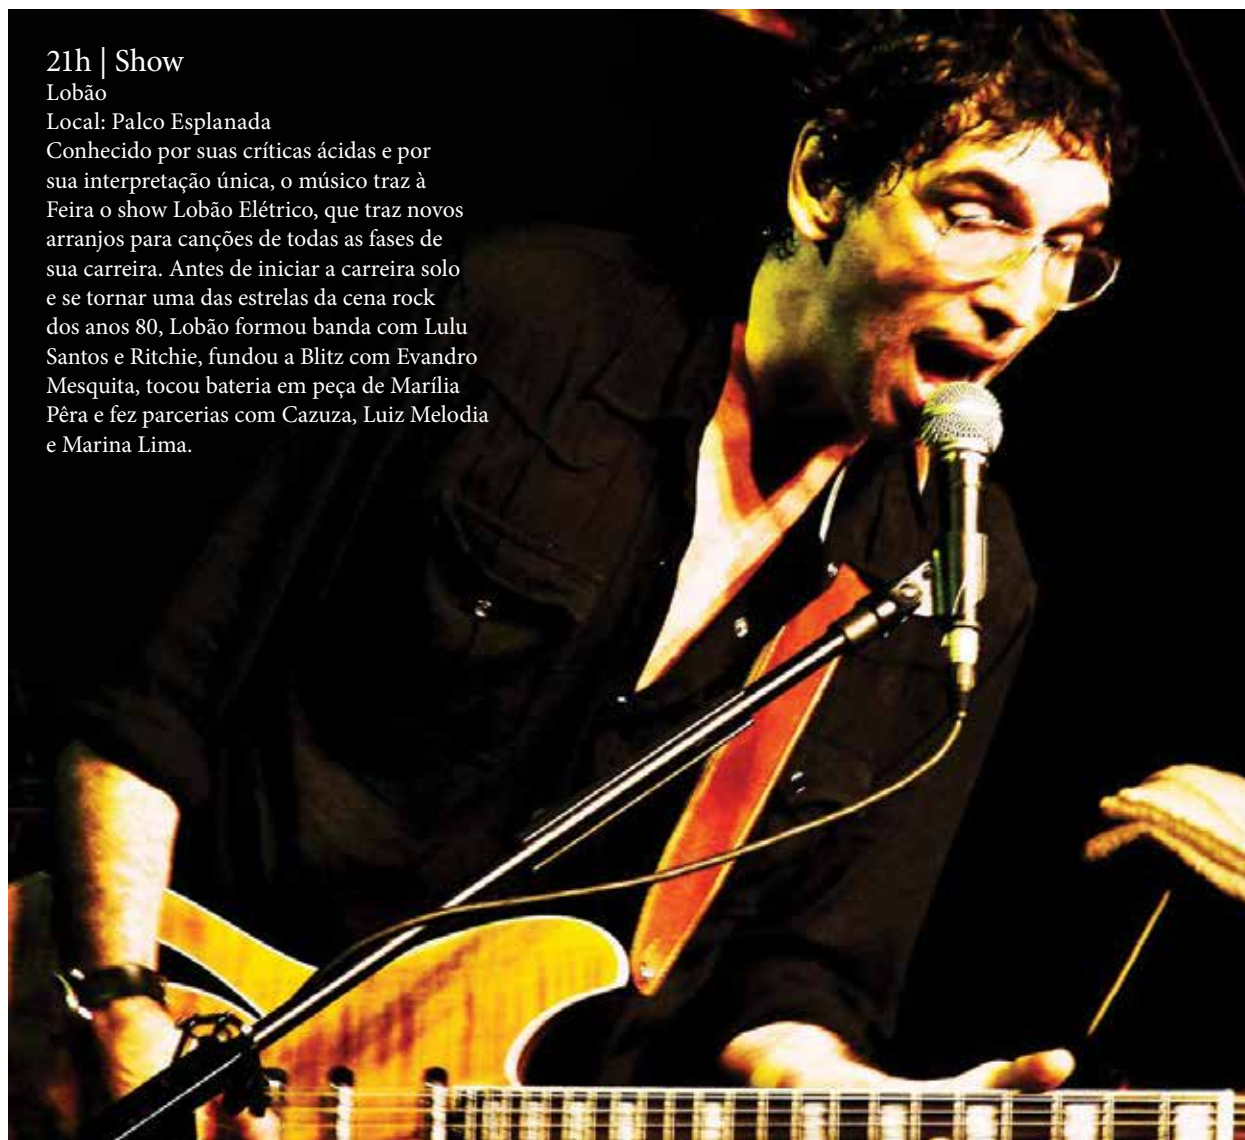 21h | Show
Lobão
Local: Palco Esplanada
Conhecido por suas críticas ácidas e por
sua interpretação única, o músico traz à
Feira o show Lobão Elétrico, que traz novos
arranjos para canções de todas as fases de
sua carreira. Antes de iniciar a carreira solo
e se tornar uma das estrelas da cena rock
dos anos 80, Lobão formou banda com Lulu
Santos e Ritchie, fundou a Blitz com Evandro
Mesquita, tocou bateria em peça de Marília
Pêra e fez parcerias com Cazuza, Luiz Melodia
e Marina Lima.